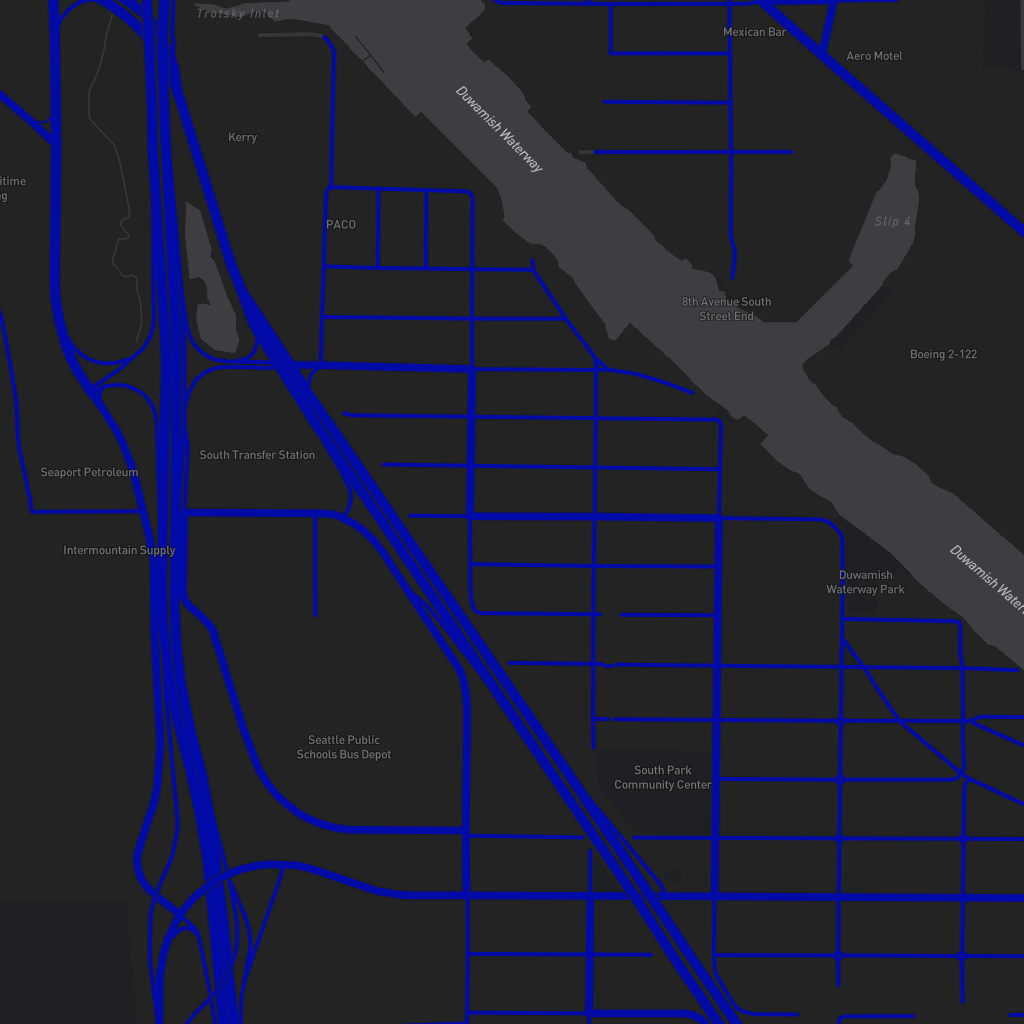 Trotsky Inlet
Mexican Bar
Aero Motel
Duwamish Waterway
Kerry
itime
g
PACO
Slip 4
8th Avenue South
Street End
Boeing 2-122
South Transfer Station
Seaport Petroleum
Intermountain Supply
Duwamish Water
Duwamish
Waterway Park
Seattle Public
Schools Bus Depot
South Park
Community Center